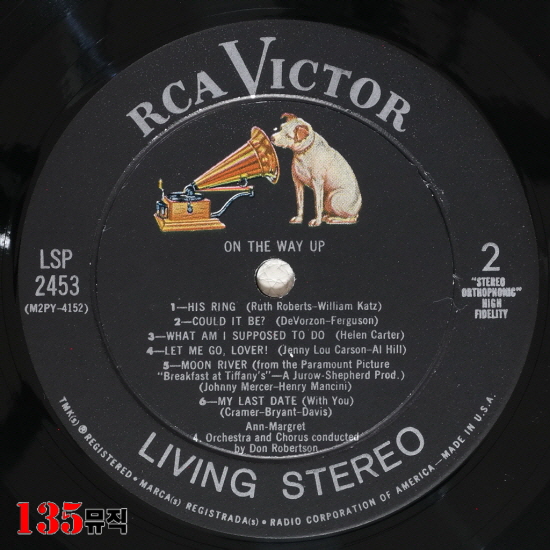 RCA VICTOR
ON THE WAY UP
LSP
2453
(M2PY-4152)
2
"STEREO
ORTHOPHONIC"
HIGH
FIDELITY
1—HIS RING (Ruth Roberts-William Katz)
2—COULD IT BE? (DeVorzon-Ferguson)
3—WHAT AM I SUPPOSED TO DO (Helen Carter)
4—LET ME GO, LOVER! (Jenny Lou Carson-Al Hill)
5—MOON RIVER (from the Paramount Picture
"Breakfast at Tiffany's"—A Jurow-Shepherd Prod.)
(Johnny Mercer-Henry Mancini)
6—MY LAST DATE (With You)
(Cramer-Bryant-Davis)
Ann-Margret
4. Orchestra and Chorus conducted
by Don Robertson
LIVING STEREO
TMK(s) ® REGISTERED • MARCA(s) REGISTRADA(s) • RADIO CORPORATION OF AMERICA—MADE IN U.S.A.
135뮤직